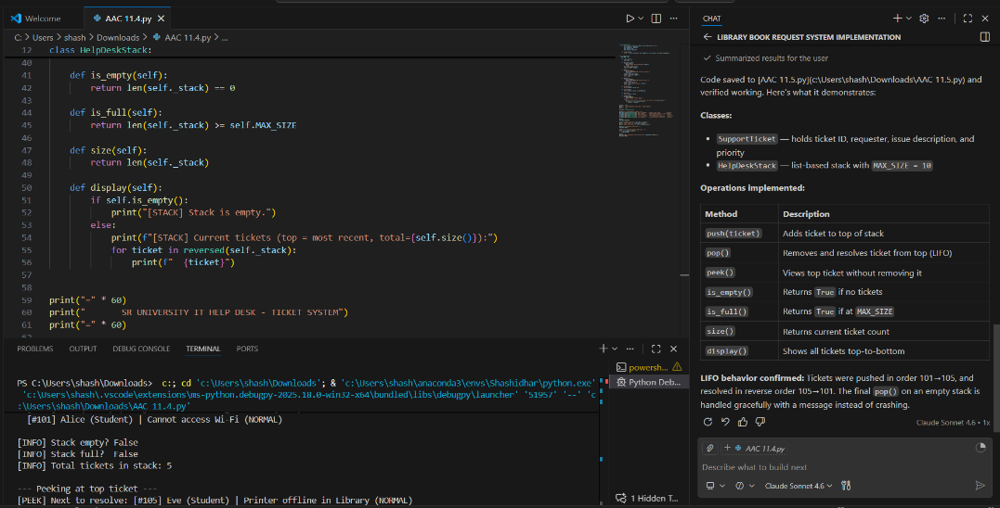 Welcome
AAC 11.4.py
C: > Users > shash > Downloads > AAC 11.4.py > ...
12 class HelpDeskStack:
40
41 def is_empty(self):
42 return len(self._stack) == 0
43
44 def is_full(self):
45 return len(self._stack) >= self.MAX_SIZE
46
47 def size(self):
48 return len(self._stack)
49
50 def display(self):
51 if self.is_empty():
52 print("[STACK] Stack is empty.")
53 else:
54 print(f"[STACK] Current tickets (top = most recent, total={self.size()}):")
55 for ticket in reversed(self._stack):
56 print(f"  {ticket}")
57
58
59 print("=" * 60)
60 print("       SR UNIVERSITY IT HELP DESK - TICKET SYSTEM")
61 print("=" * 60)
PROBLEMS OUTPUT DEBUG CONSOLE TERMINAL PORTS
PS C:\Users\shash\Downloads>  c:; cd 'c:\Users\shash\Downloads'; & 'c:\Users\shash\anaconda3\envs\Shashidhar\python.exe'
'c:\Users\shash\.vscode\extensions\ms-python.debugpy-2025.18.0-win32-x64\bundled\libs\debugpy\launcher' '51957' '--' 'c
:\Users\shash\Downloads\AAC 11.4.py'
[#101] Alice (Student) | Cannot access Wi-Fi (NORMAL)
[INFO] Stack empty? False
[INFO] Stack full?  False
[INFO] Total tickets in stack: 5
--- Peeking at top ticket ---
[PEEK] Next to resolve: [#105] Eve (Student) | Printer offline in Library (NORMAL)
powersh...
Python Deb...
1 Hidden T...
CHAT
LIBRARY BOOK REQUEST SYSTEM IMPLEMENTATION
Summarized results for the user
Code saved to [AAC 11.5.py](c:\Users\shash\Downloads\AAC 11.5.py) and
verified working. Here's what it demonstrates:
Classes:
• SupportTicket — holds ticket ID, requester, issue description, and
priority
• HelpDeskStack — list-based stack with MAX_SIZE = 10
Operations implemented:
Method Description
push(ticket) Adds ticket to top of stack
pop() Removes and resolves ticket from top (LIFO)
peek() Views top ticket without removing it
is_empty() Returns True if no tickets
is_full() Returns True if at MAX_SIZE
size() Returns current ticket count
display() Shows all tickets top-to-bottom
LIFO behavior confirmed: Tickets were pushed in order 101→105, and
resolved in reverse order 105→101. The final pop() on an empty stack is
handled gracefully with a message instead of crashing.
Claude Sonnet 4.6 • 1x
AAC 11.4.py
Describe what to build next
Claude Sonnet 4.6